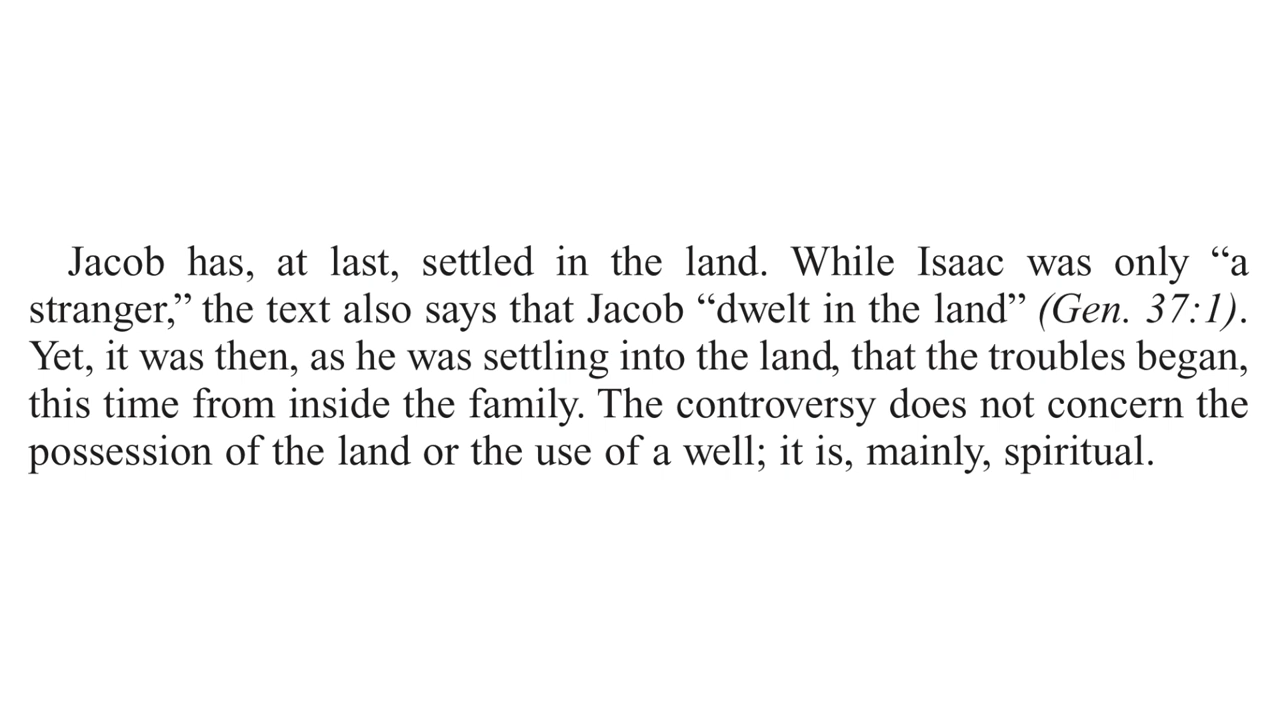 Jacob has, at last, settled in the land. While Isaac was only “a
stranger,” the text also says that Jacob “dwelt in the land” (Gen. 37:1).
Yet, it was then, as he was settling into the land, that the troubles began,
this time from inside the family. The controversy does not concern the
possession of the land or the use of a well; it is, mainly, spiritual.